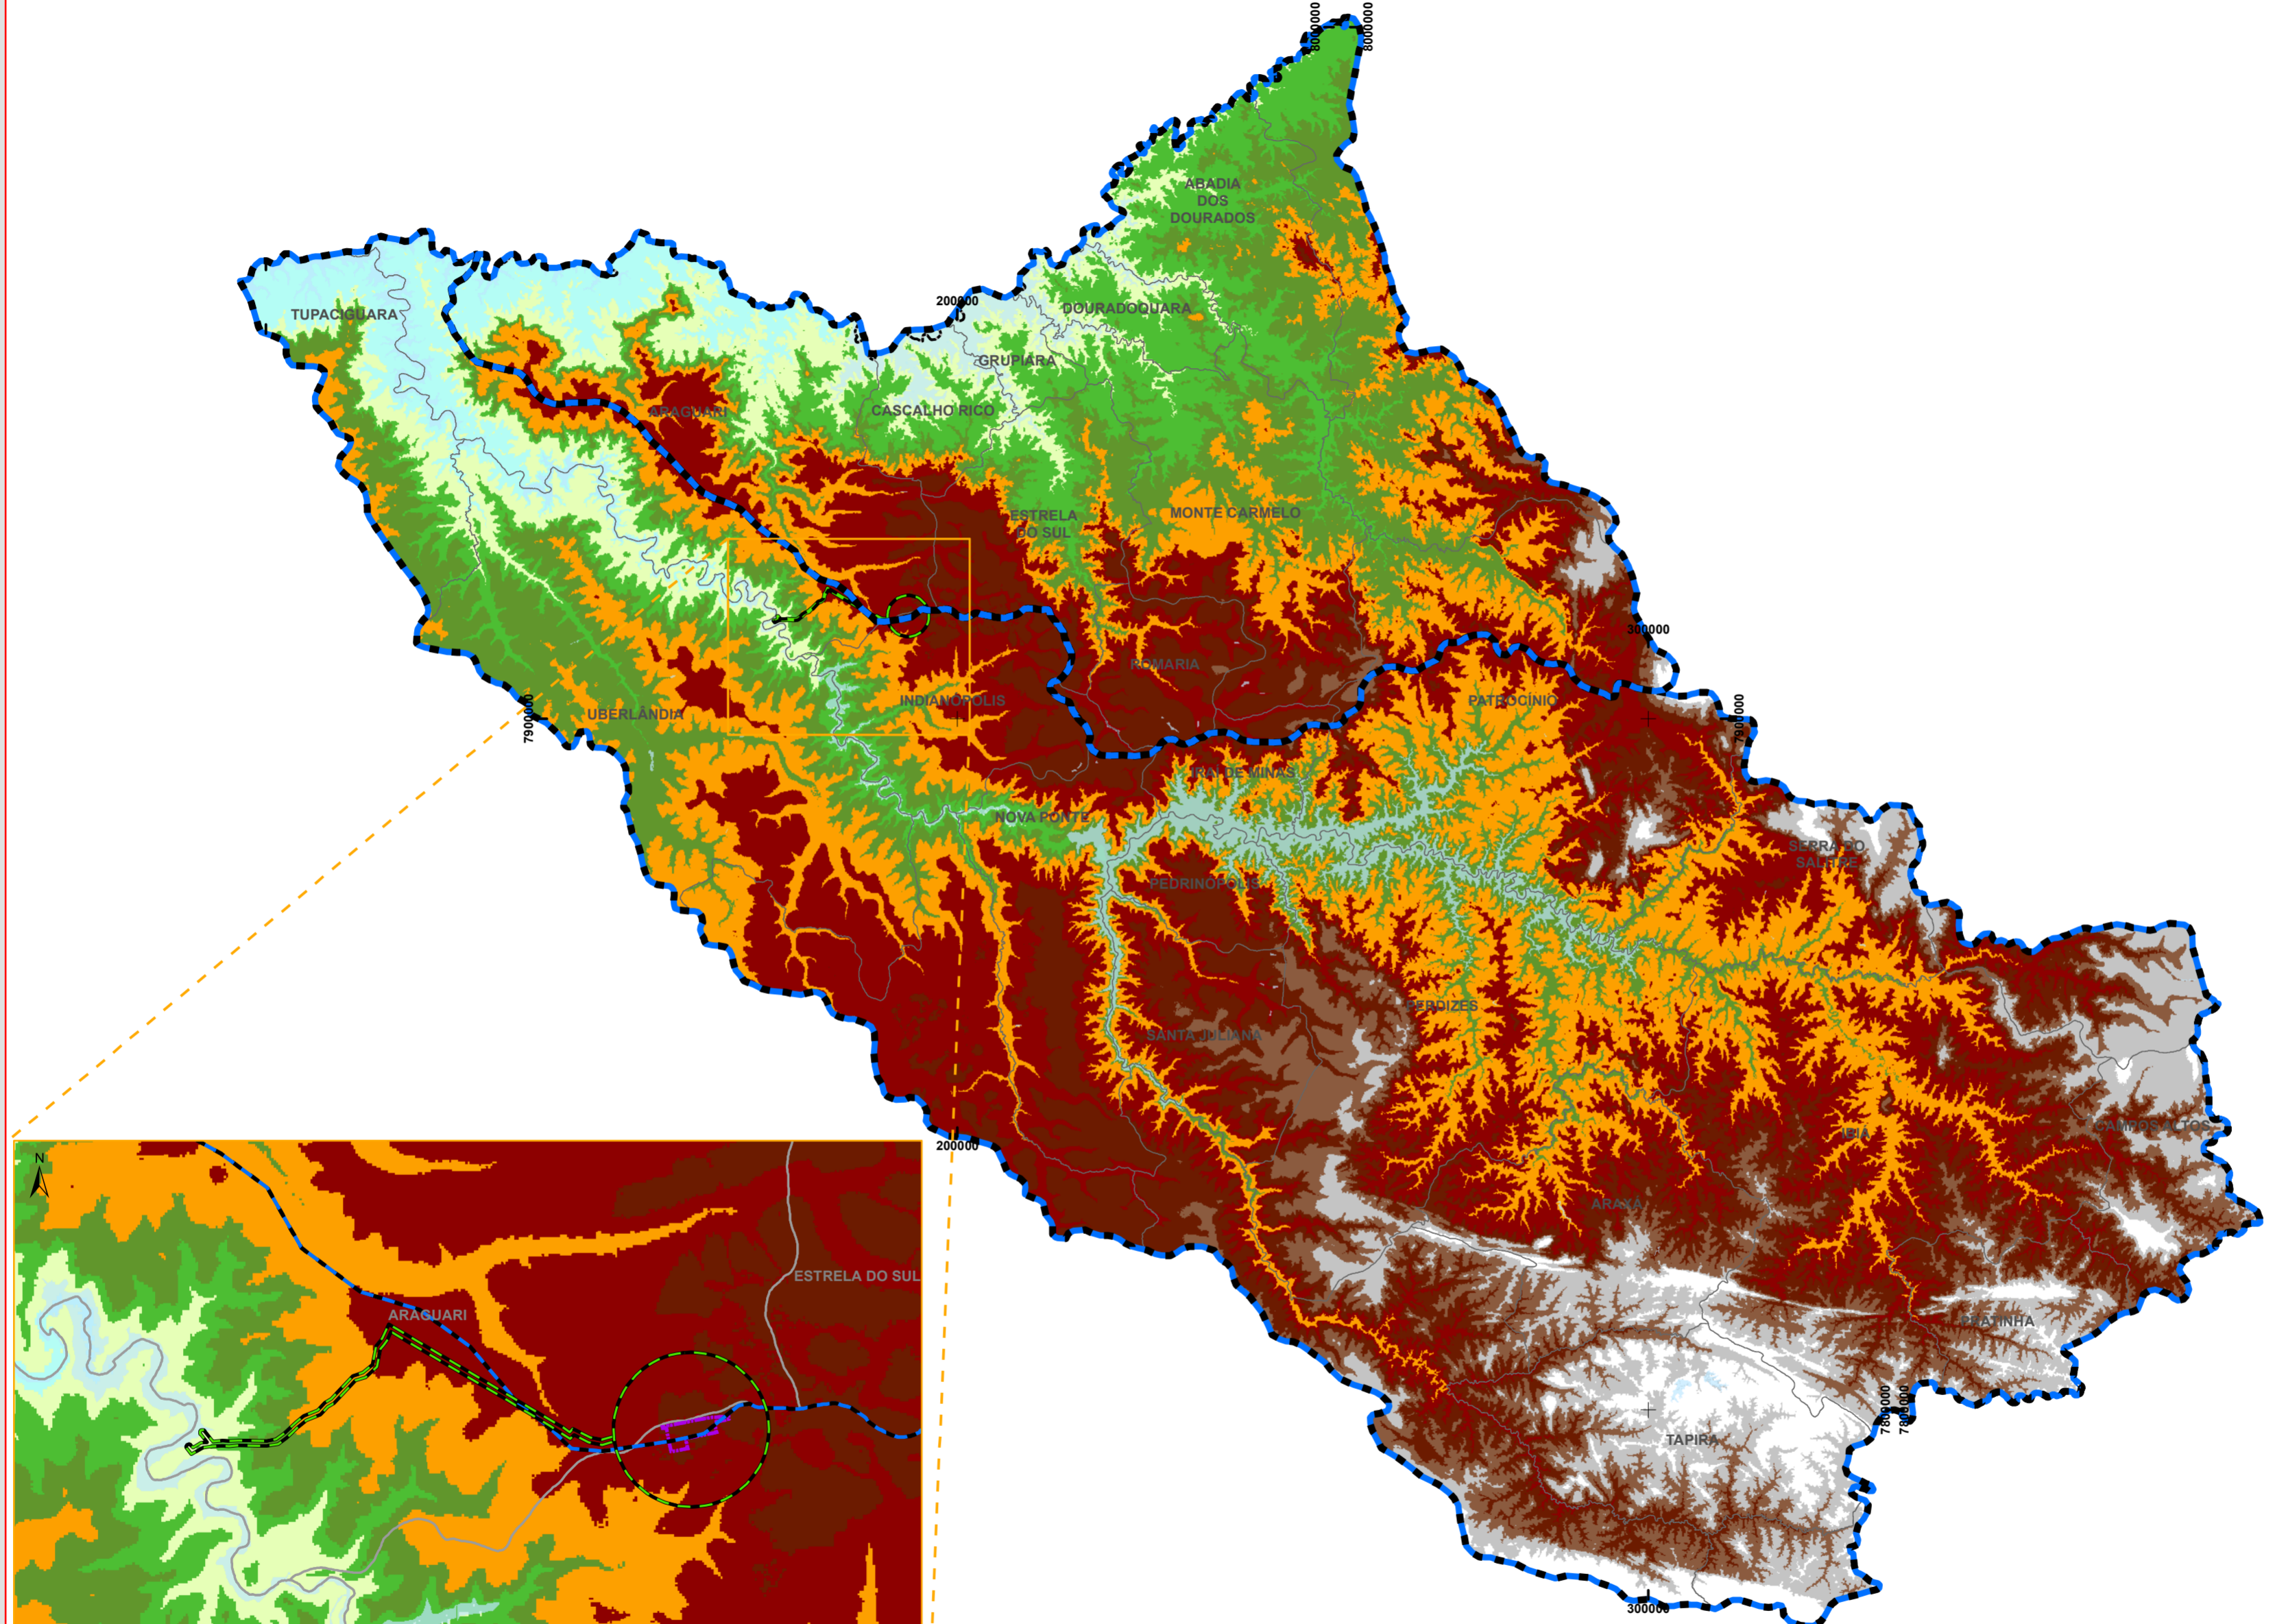 8000000
8000000
ABADIA
DOS
DOURADOS
TUPACIGUARA
200000
DOURADOQUARA
GRUPIARA
ARAGUARI
CASCALHO RICO
ESTRELA
DO SUL
MONTE CARMELO
300000
ROMARIA
INDIANÓPOLIS
PATROCÍNIO
7900000
UBERLÂNDIA
7900000
IRAÍ DE MINAS
NOVA PONTE
SERRA DO
SALITRE
PEDRINÓPOLIS
PERDIZES
SANTA JULIANA
CAMPOS ALTOS
IBIÁ
200000
N
ARAXÁ
ESTRELA DO SUL
ARAGUARI
PRATINHA
7800000
7800000
TAPIRA
300000